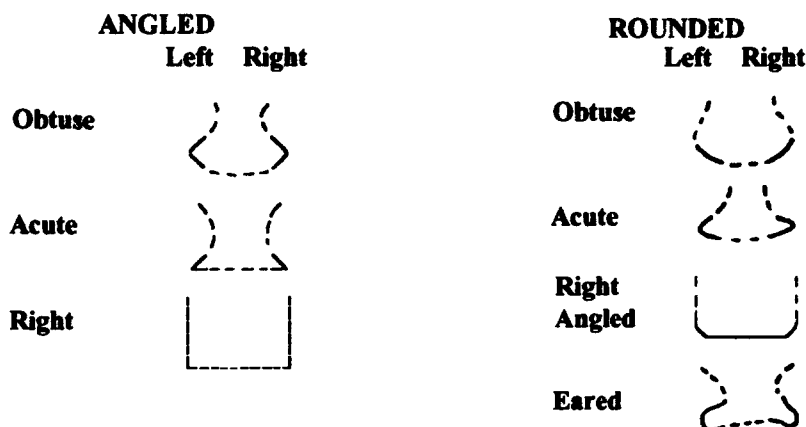 ANGLED
Left Right
Obtuse
Acute
Right
ROUNDED
Left Right
Obtuse
Acute
Right
Angled
Eared